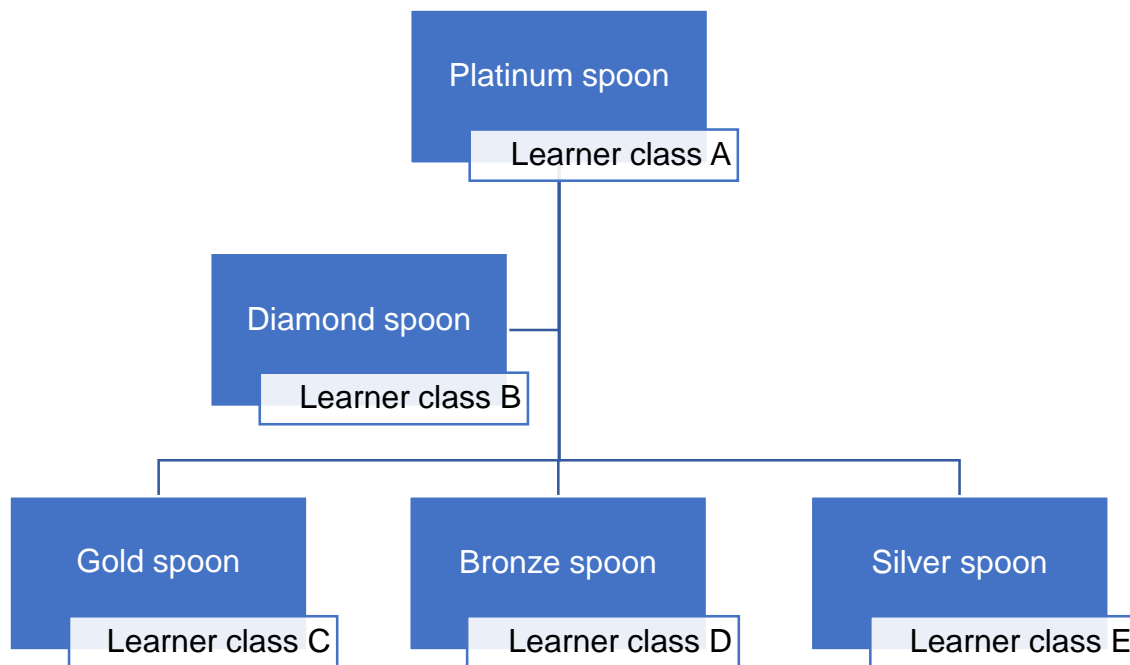 Platinum spoon
Learner class A
Diamond spoon
Learner class B
Gold spoon
Learner class C
Bronze spoon
Learner class D
Silver spoon
Learner class E